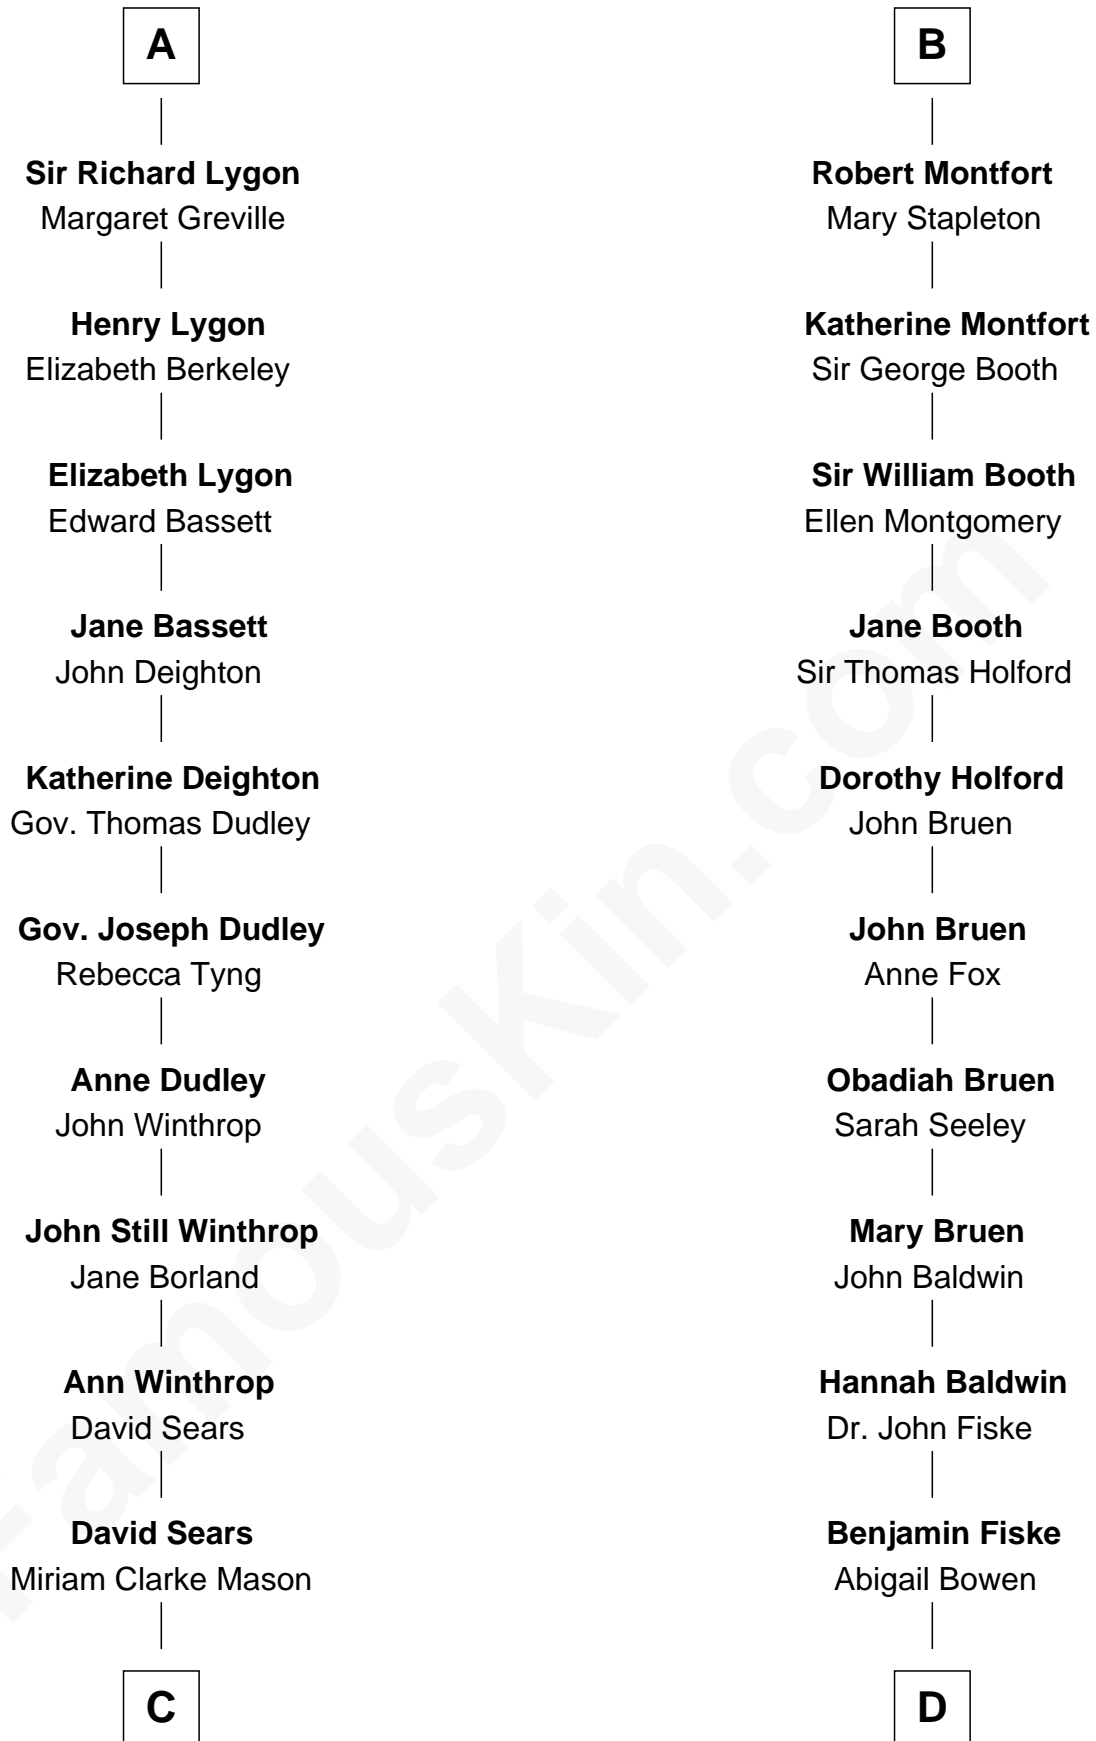 A
Sir Richard Lygon
Margaret Greville
Henry Lygon
Elizabeth Berkeley
Elizabeth Lygon
Edward Bassett
Jane Bassett
John Deighton
Katherine Deighton
Gov. Thomas Dudley
Gov. Joseph Dudley
Rebecca Tyng
Anne Dudley
John Winthrop
John Still Winthrop
Jane Borland
Ann Winthrop
David Sears
David Sears
Miriam Clarke Mason
C
B
Robert Montfort
Mary Stapleton
Katherine Montfort
Sir George Booth
Sir William Booth
Ellen Montgomery
Jane Booth
Sir Thomas Holford
Dorothy Holford
John Bruen
John Bruen
Anne Fox
Obadiah Bruen
Sarah Seeley
Mary Bruen
John Baldwin
Hannah Baldwin
Dr. John Fiske
Benjamin Fiske
Abigail Bowen
D
FamousKin.com